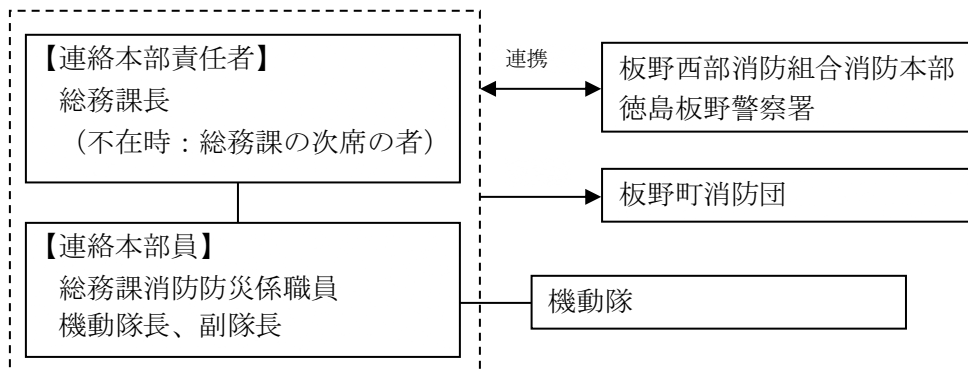 【連絡本部責任者】
総務課長
（不在時：総務課の次席の者）
連携
板野西部消防組合消防本部
徳島板野警察署
板野町消防団
【連絡本部員】
総務課消防防災係職員
機動隊長、副隊長
機動隊